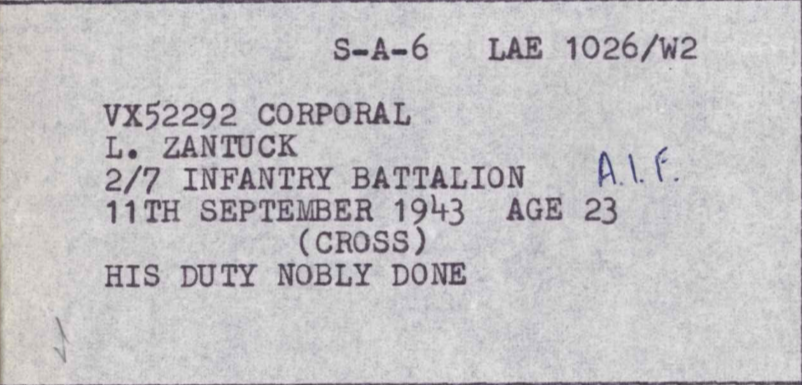 S-A-6 LAE 1026/W2
VX52292 CORPORAL
L. ZANTUCK
2/7 INFANTRY BATTALION A.I.F.
11TH SEPTEMBER 1943 AGE 23
(CROSS)
HIS DUTY NOBLY DONE